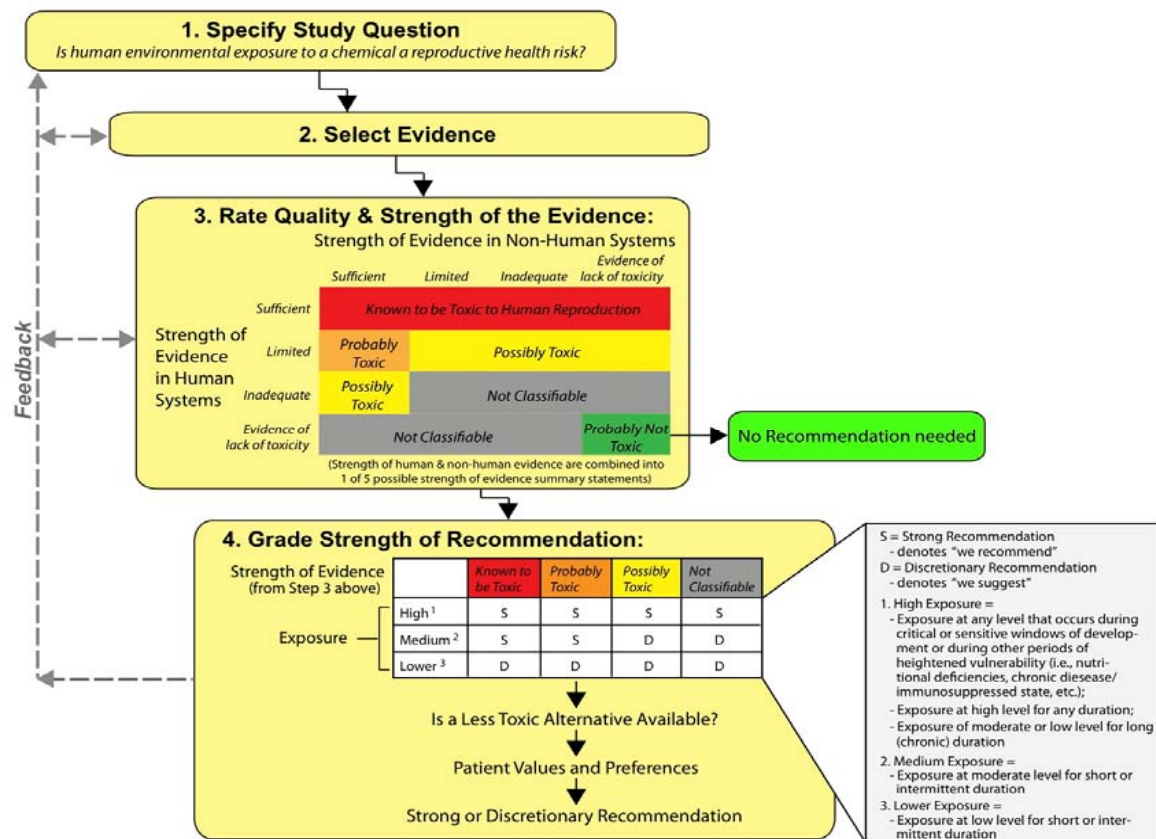 1. Specify Study Question
Is human environmental exposure to a chemical a reproductive health risk?
2. Select Evidence
3. Rate Quality & Strength of the Evidence:
Strength of Evidence in Non-Human Systems
Sufficient Limited Inadequate Evidence of
lack of toxicity
Strength of
Evidence
in Human
Systems
Sufficient Known to be Toxic to Human Reproduction
Limited Probably
Toxic Possibly Toxic
Inadequate Possibly
Toxic Not Classifiable
Evidence of
lack of toxicity Not Classifiable Probably Not
Toxic
(Strength of human & non-human evidence are combined into
1 of 5 possible strength of evidence summary statements)
No Recommendation needed
Feedback
4. Grade Strength of Recommendation:
Strength of Evidence
(from Step 3 above)
Known to
be Toxic
Probably
Toxic
Possibly
Toxic
Not
Classifiable
Exposure
High 1 S S S S
Medium 2 S S D D
Lower 3 D D D D
Is a Less Toxic Alternative Available?
Patient Values and Preferences
Strong or Discretionary Recommendation
S = Strong Recommendation
- denotes "we recommend"
D = Discretionary Recommendation
- denotes "we suggest"
1. High Exposure =
- Exposure at any level that occurs during
critical or sensitive windows of develop-
ment or during other periods of
heightened vulnerability (i.e., nutri-
tional deficiencies, chronic diesease/
immunosuppressed state, etc.);
- Exposure at high level for any duration;
- Exposure of moderate or low level for long
(chronic) duration
2. Medium Exposure =
- Exposure at moderate level for short or
intermittent duration
3. Lower Exposure =
- Exposure at low level for short or inter-
mittent duration